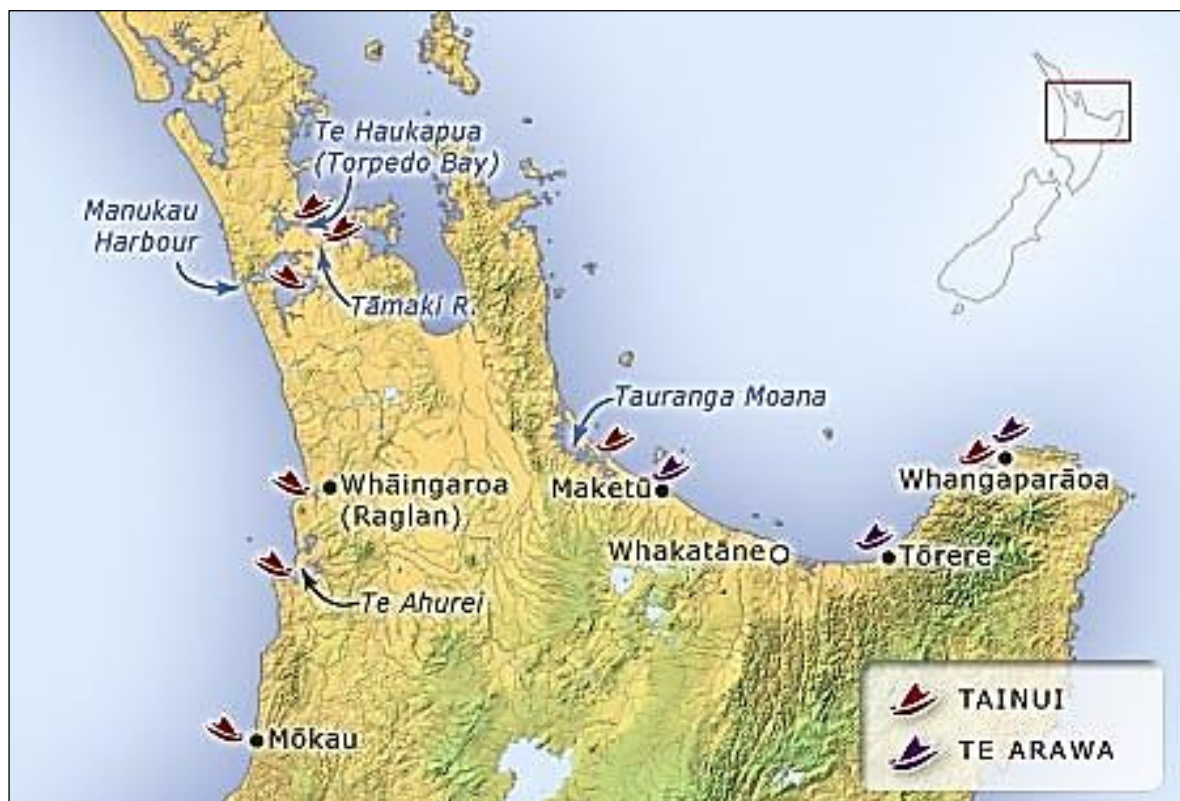 Te Haukapua
(Torpedo Bay)
Manukau
Harbour
Tāmaki R.
Tauranga Moana
Whāingaroa
(Raglan)
Maketū
Whangaparāoa
Whakatāne
Tōrere
Te Ahurei
Mōkau
TAINUI
TE ARAWA